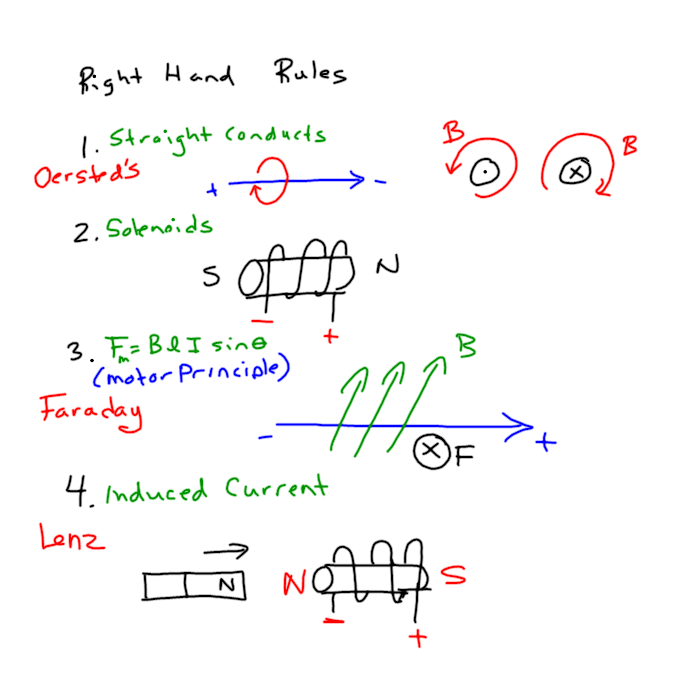 Right Hand Rules
1. Straight Conducts
Oersted's
+ -
B B
2. Solenoids
S N
- +
3. Fm = BlI sinθ
(motor Principle)
B
Faraday
- +
F
4. Induced Current
Lenz
N N S
- +